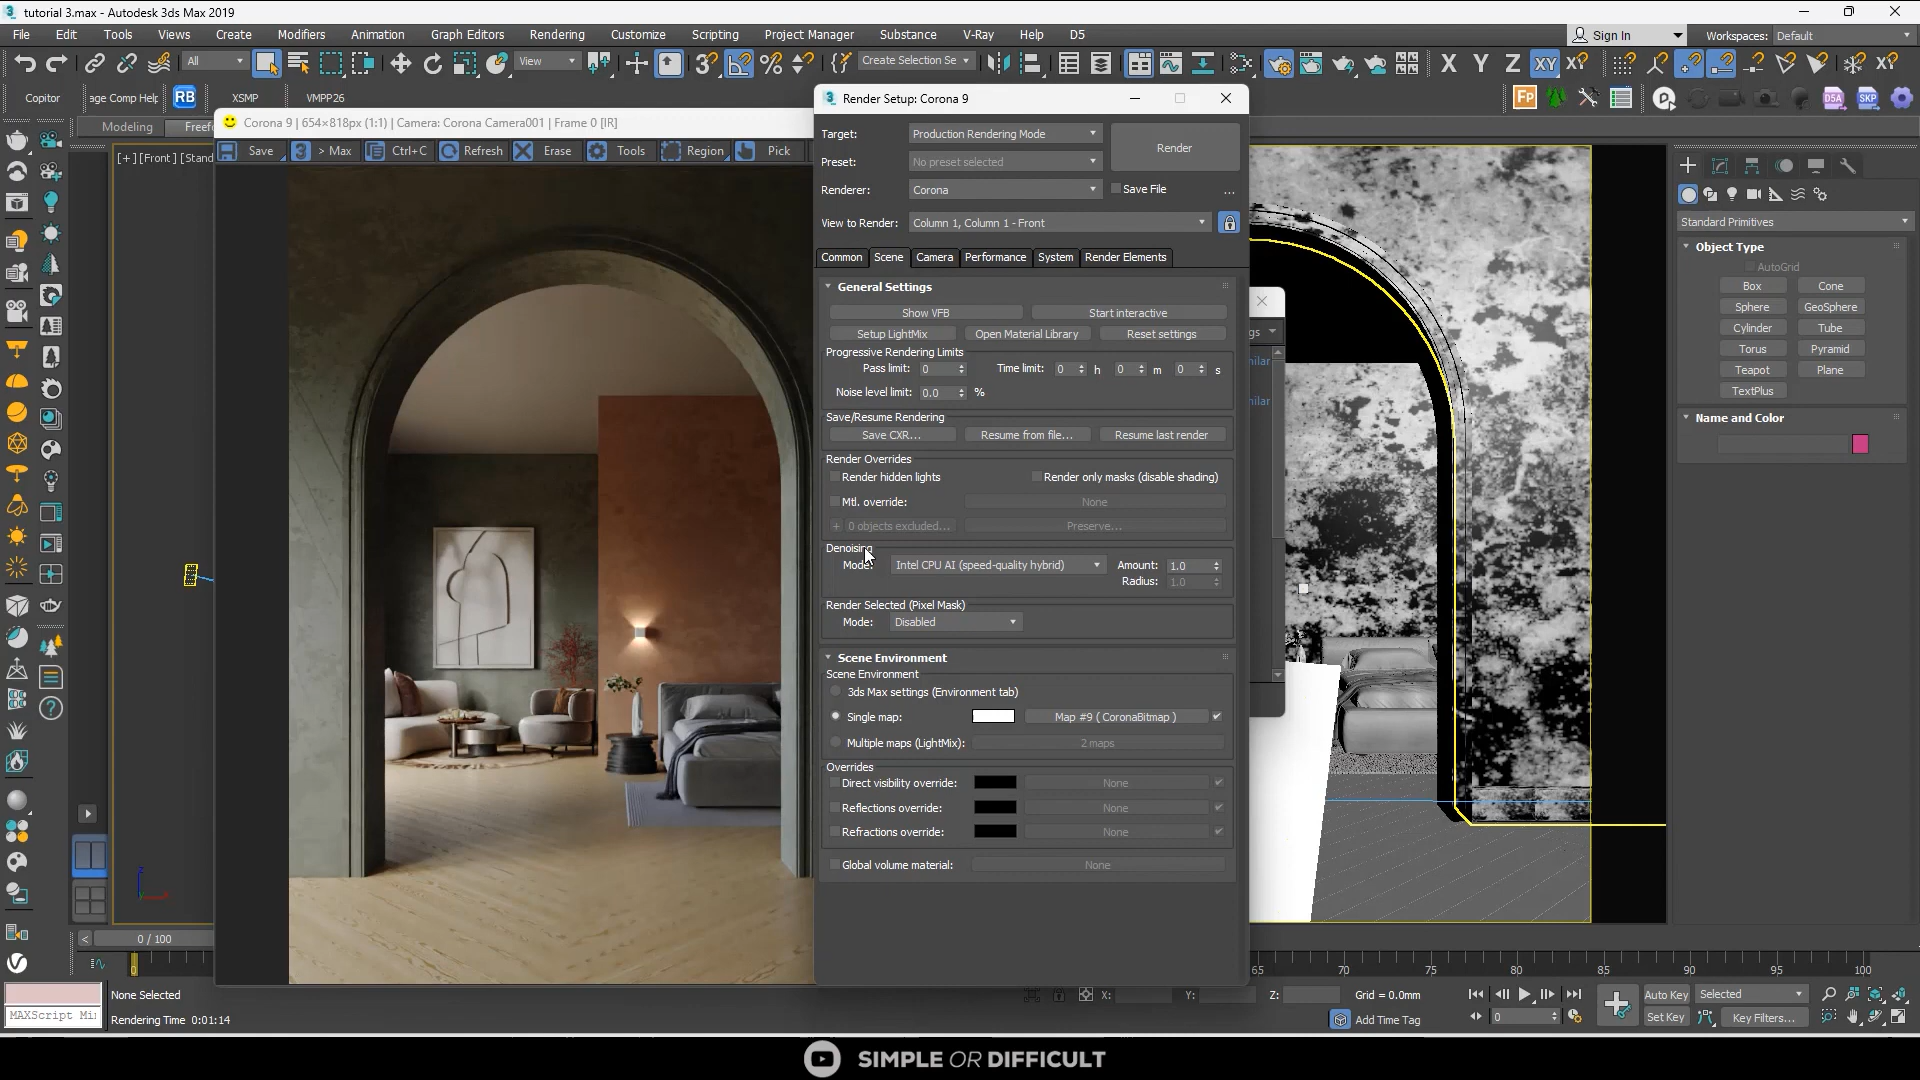 tutorial 3.max - Autodesk 3ds Max 2019
File Edit Tools Views Create Modifiers Animation Graph Editors Rendering Customize Scripting Project Manager Substance V-Ray Help D5
Sign In Workspaces: Default
All View Create Selection Se X Y Z XY XY XY
Copitor age Comp Help RB XSMP VMPP26
Modeling Freef
[+] [Front] [Stand
Corona 9 | 654×818px (1:1) | Camera: Corona Camera001 | Frame 0 [IR]
Save 3 > Max Ctrl+C Refresh Erase Tools Region Pick
Render Setup: Corona 9
Target: Production Rendering Mode
Render
Preset: No preset selected
Renderer: Corona Save File ...
View to Render: Column 1, Column 1 - Front
Common Scene Camera Performance System Render Elements
General Settings
Show VFB Start interactive
Setup LightMix Open Material Library Reset settings
Progressive Rendering Limits
Pass limit: 0 Time limit: 0 h 0 m 0 s
Noise level limit: 0.0 %
Save/Resume Rendering
Save CXR... Resume from file... Resume last render
Render Overrides
Render hidden lights Render only masks (disable shading)
Mtl. override: None
+ 0 objects excluded... Preserve...
Denoising
Mode: Intel CPU AI (speed-quality hybrid) Amount: 1.0
Radius: 1.0
Render Selected (Pixel Mask)
Mode: Disabled
Scene Environment
Scene Environment
3ds Max settings (Environment tab)
Single map: Map #9 ( CoronaBitmap )
Multiple maps (LightMix): 2 maps
Overrides
Direct visibility override: None
Reflections override: None
Refractions override: None
Global volume material: None
gs
ilar
ilar
Standard Primitives
Object Type
AutoGrid
Box Cone
Sphere GeoSphere
Cylinder Tube
Torus Pyramid
Teapot Plane
TextPlus
Name and Color
< 0 / 100
0 65 70 75 80 85 90 95 100
None Selected X: Y: Z: Grid = 0.0mm Auto Key Selected
MAXScript Mi Rendering Time 0:01:14 Add Time Tag 0 Set Key Key Filters...
SIMPLE OR DIFFICULT